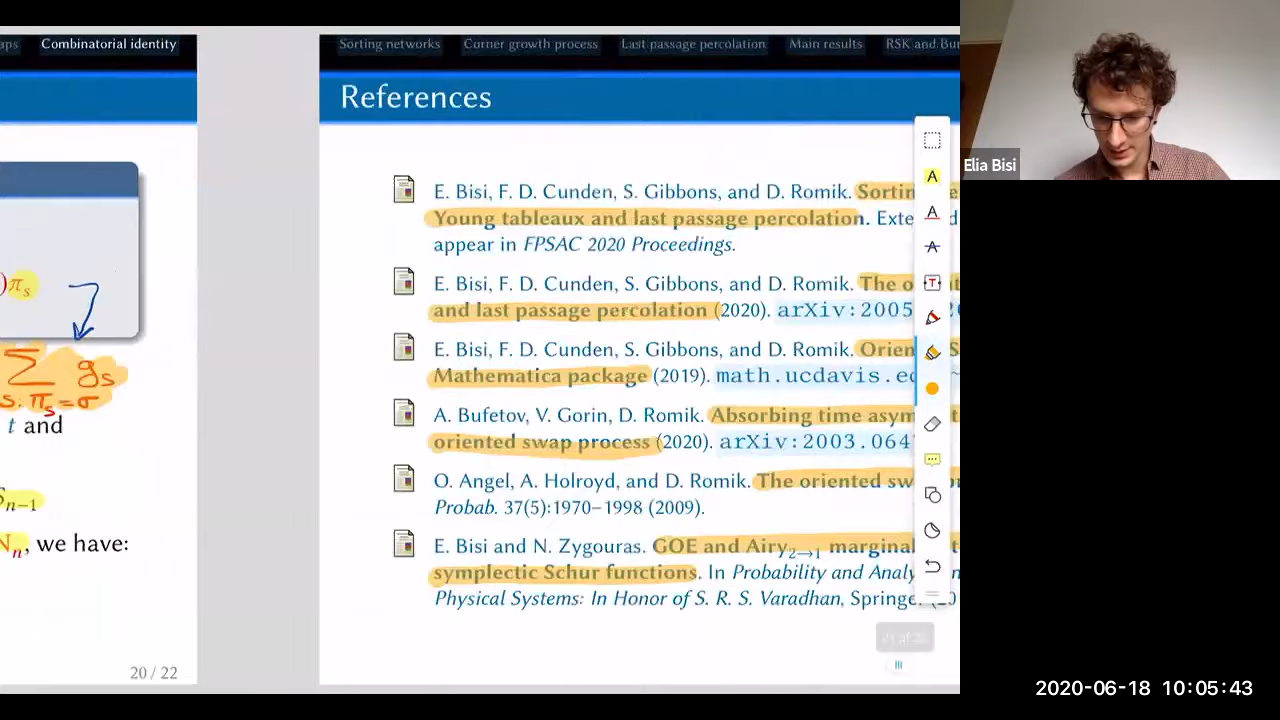 aps Combinatorial identity
)πs
∑ gs
s: πs = σ
t and
Sn−1
Nn, we have:
20 / 22
Sorting networks Corner growth process Last passage percolation Main results RSK and Bur
References
E. Bisi, F. D. Cunden, S. Gibbons, and D. Romik. Sortin
Young tableaux and last passage percolation. Exte
appear in FPSAC 2020 Proceedings.
E. Bisi, F. D. Cunden, S. Gibbons, and D. Romik. The o
and last passage percolation (2020). arXiv:2005
E. Bisi, F. D. Cunden, S. Gibbons, and D. Romik. Orien
Mathematica package (2019). math.ucdavis.ed
A. Bufetov, V. Gorin, D. Romik. Absorbing time asym
oriented swap process (2020). arXiv:2003.064
O. Angel, A. Holroyd, and D. Romik. The oriented sw
Probab. 37(5):1970–1998 (2009).
E. Bisi and N. Zygouras. GOE and Airy2→1 marginal
symplectic Schur functions. In Probability and Analy
Physical Systems: In Honor of S. R. S. Varadhan, Springe
Elia Bisi
2020-06-18 10:05:43